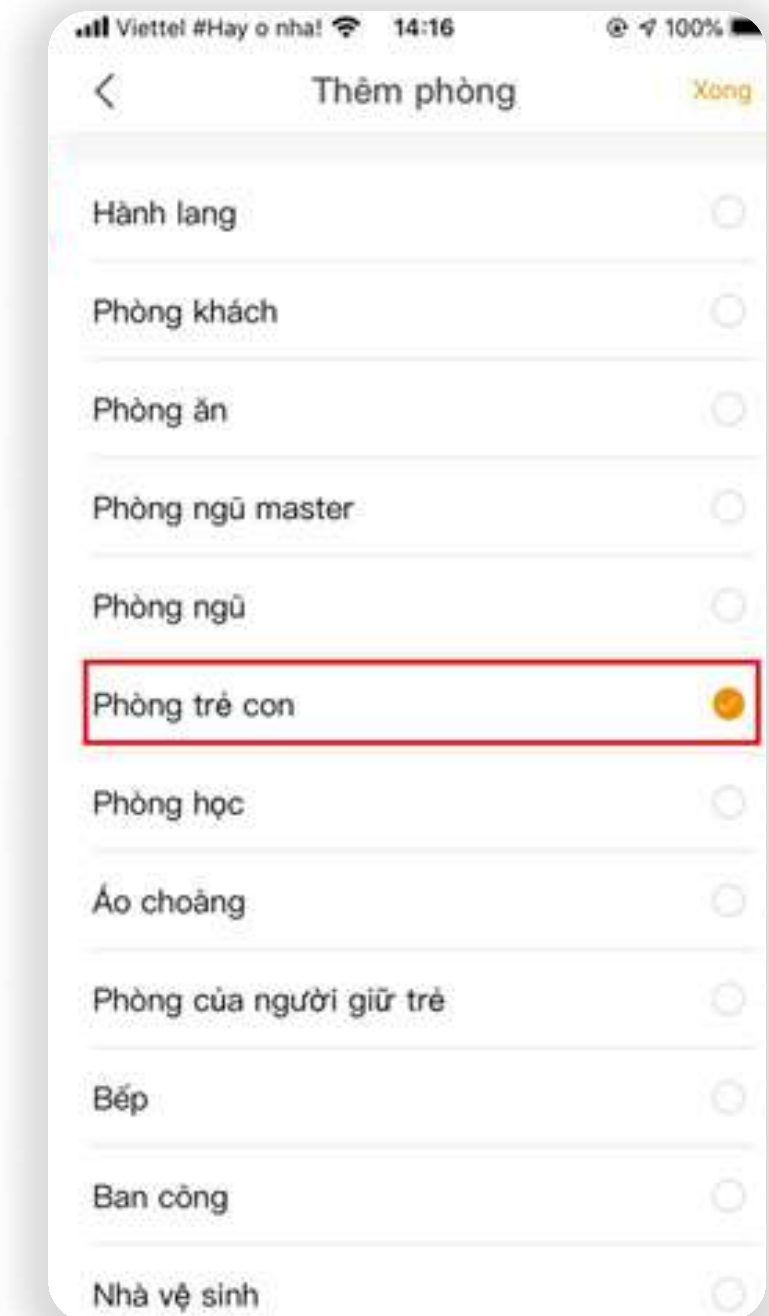 Viettel #Hay o nha! 14:16 100%
Thêm phòng Xong
Hành lang
Phòng khách
Phòng ăn
Phòng ngủ master
Phòng ngủ
Phòng trẻ con
Phòng học
Áo choàng
Phòng của người giữ trẻ
Bếp
Ban công
Nhà vệ sinh